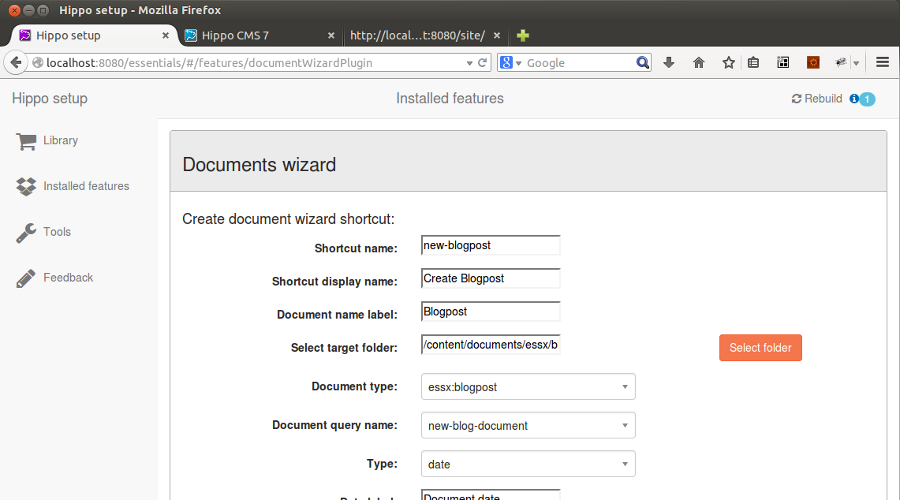 Hippo setup - Mozilla Firefox
Hippo setup
Hippo CMS 7
http://local...t:8080/site/
localhost:8080/essentials/#/features/documentWizardPlugin
Google
Hippo setup
Installed features
Rebuild
1
Library
Installed features
Tools
Feedback
Documents wizard
Create document wizard shortcut:
Shortcut name: new-blogpost
Shortcut display name: Create Blogpost
Document name label: Blogpost
Select target folder: /content/documents/essx/b Select folder
Document type: essx:blogpost
Document query name: new-blog-document
Type: date
Document date